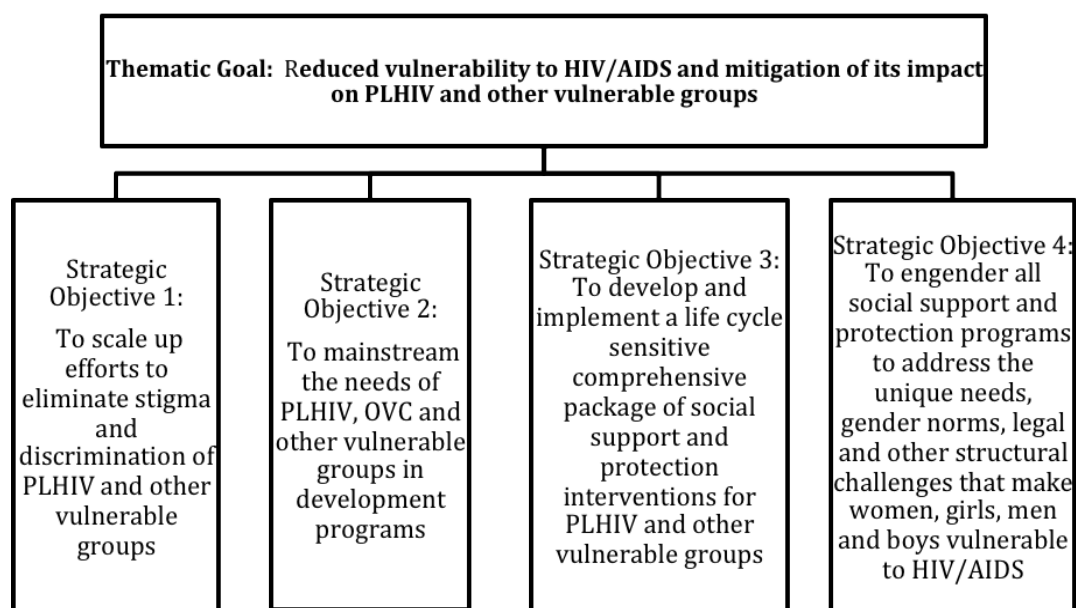 Thematic Goal: Reduced vulnerability to HIV/AIDS and mitigation of its impact
on PLHIV and other vulnerable groups
Strategic
Objective 1:
To scale up
efforts to
eliminate stigma
and
discrimination of
PLHIV and other
vulnerable
groups
Strategic
Objective 2:
To mainstream
the needs of
PLHIV, OVC and
other vulnerable
groups in
development
programs
Strategic Objective 3:
To develop and
implement a life cycle
sensitive
comprehensive
package of social
support and
protection
interventions for
PLHIV and other
vulnerable groups
Strategic Objective 4:
To engender all
social support and
protection programs
to address the
unique needs,
gender norms, legal
and other structural
challenges that make
women, girls, men
and boys vulnerable
to HIV/AIDS